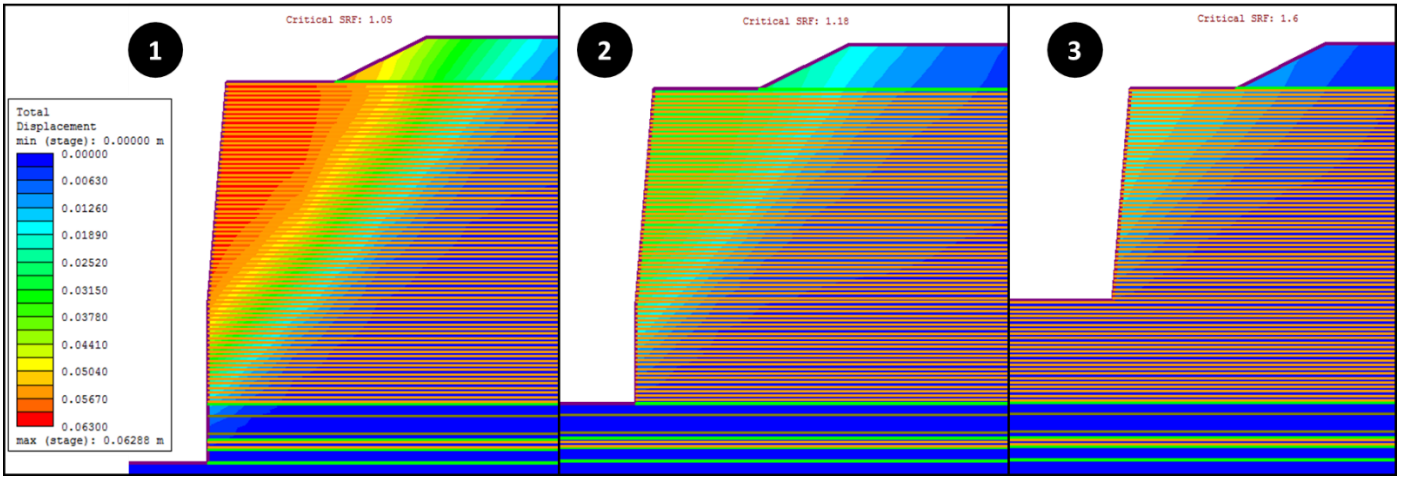 Critical SRF: 1.05
1
Critical SRF: 1.18
2
Critical SRF: 1.6
3
Total
Displacement
min (stage): 0.00000 m
0.00000
0.00630
0.01260
0.01890
0.02520
0.03150
0.03780
0.04410
0.05040
0.05670
0.06300
max (stage): 0.06288 m